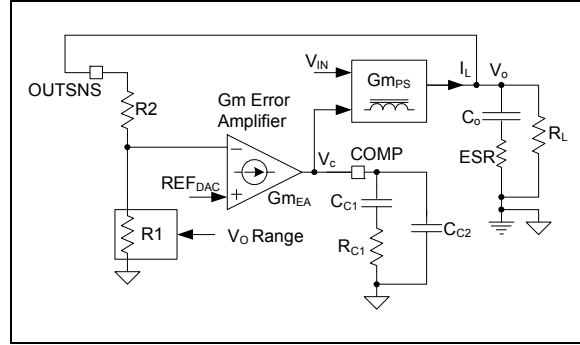 V_IN
Gm_PS
I_L
V_o
OUTSNS
R2
Gm Error
Amplifier
C_o
R_L
ESR
V_c
COMP
REF_DAC
−
+
Gm_EA
C_C1
R_C1
C_C2
R1
V_O Range